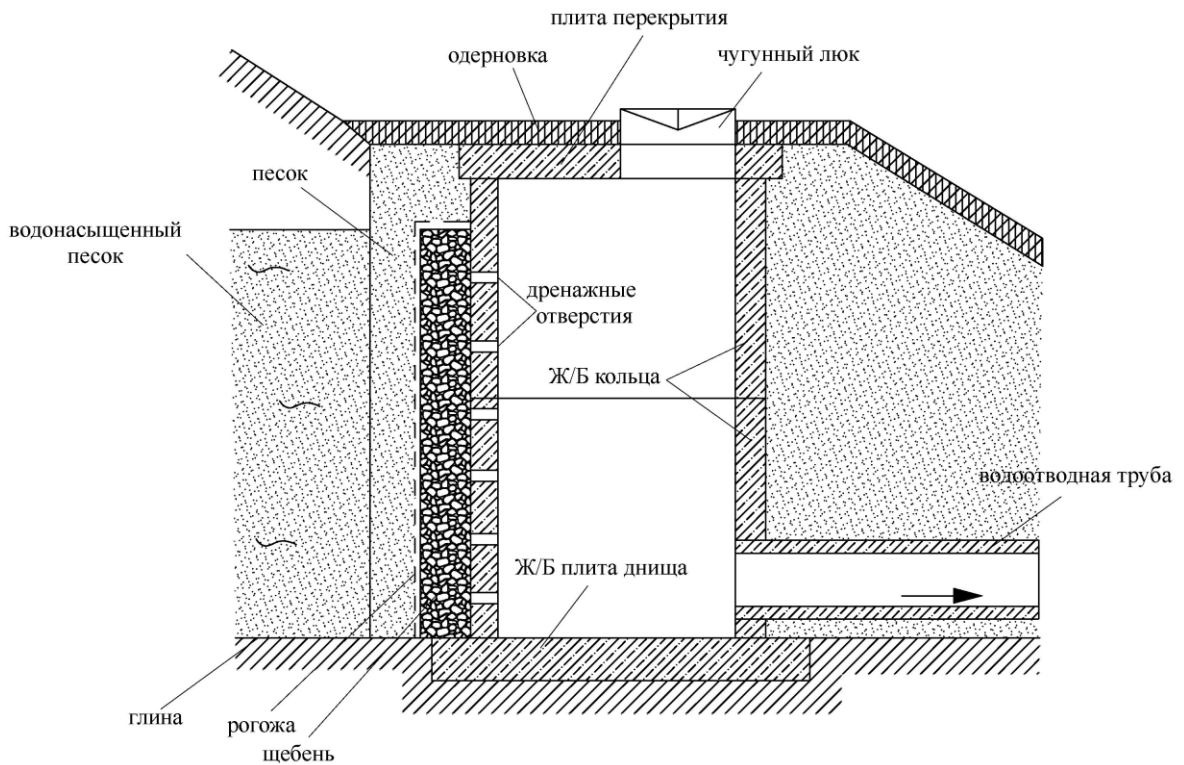 плита перекрытия
одерновка
чугунный люк
песок
водонасыщенный
песок
дренажные
отверстия
Ж/Б кольца
водоотводная труба
Ж/Б плита днища
глина
рогожа
щебень